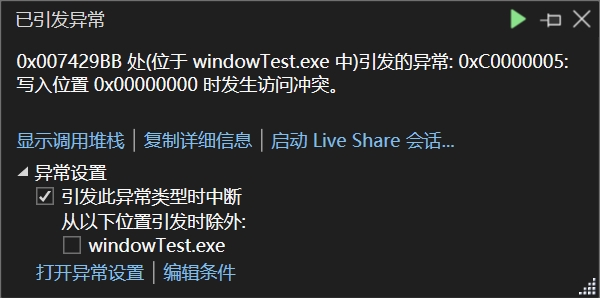 已引发异常
0x007429BB 处(位于 windowTest.exe 中)引发的异常: 0xC0000005:
写入位置 0x00000000 时发生访问冲突。
显示调用堆栈 | 复制详细信息 | 启动 Live Share 会话...
异常设置
引发此异常类型时中断
从以下位置引发时除外:
windowTest.exe
打开异常设置 | 编辑条件